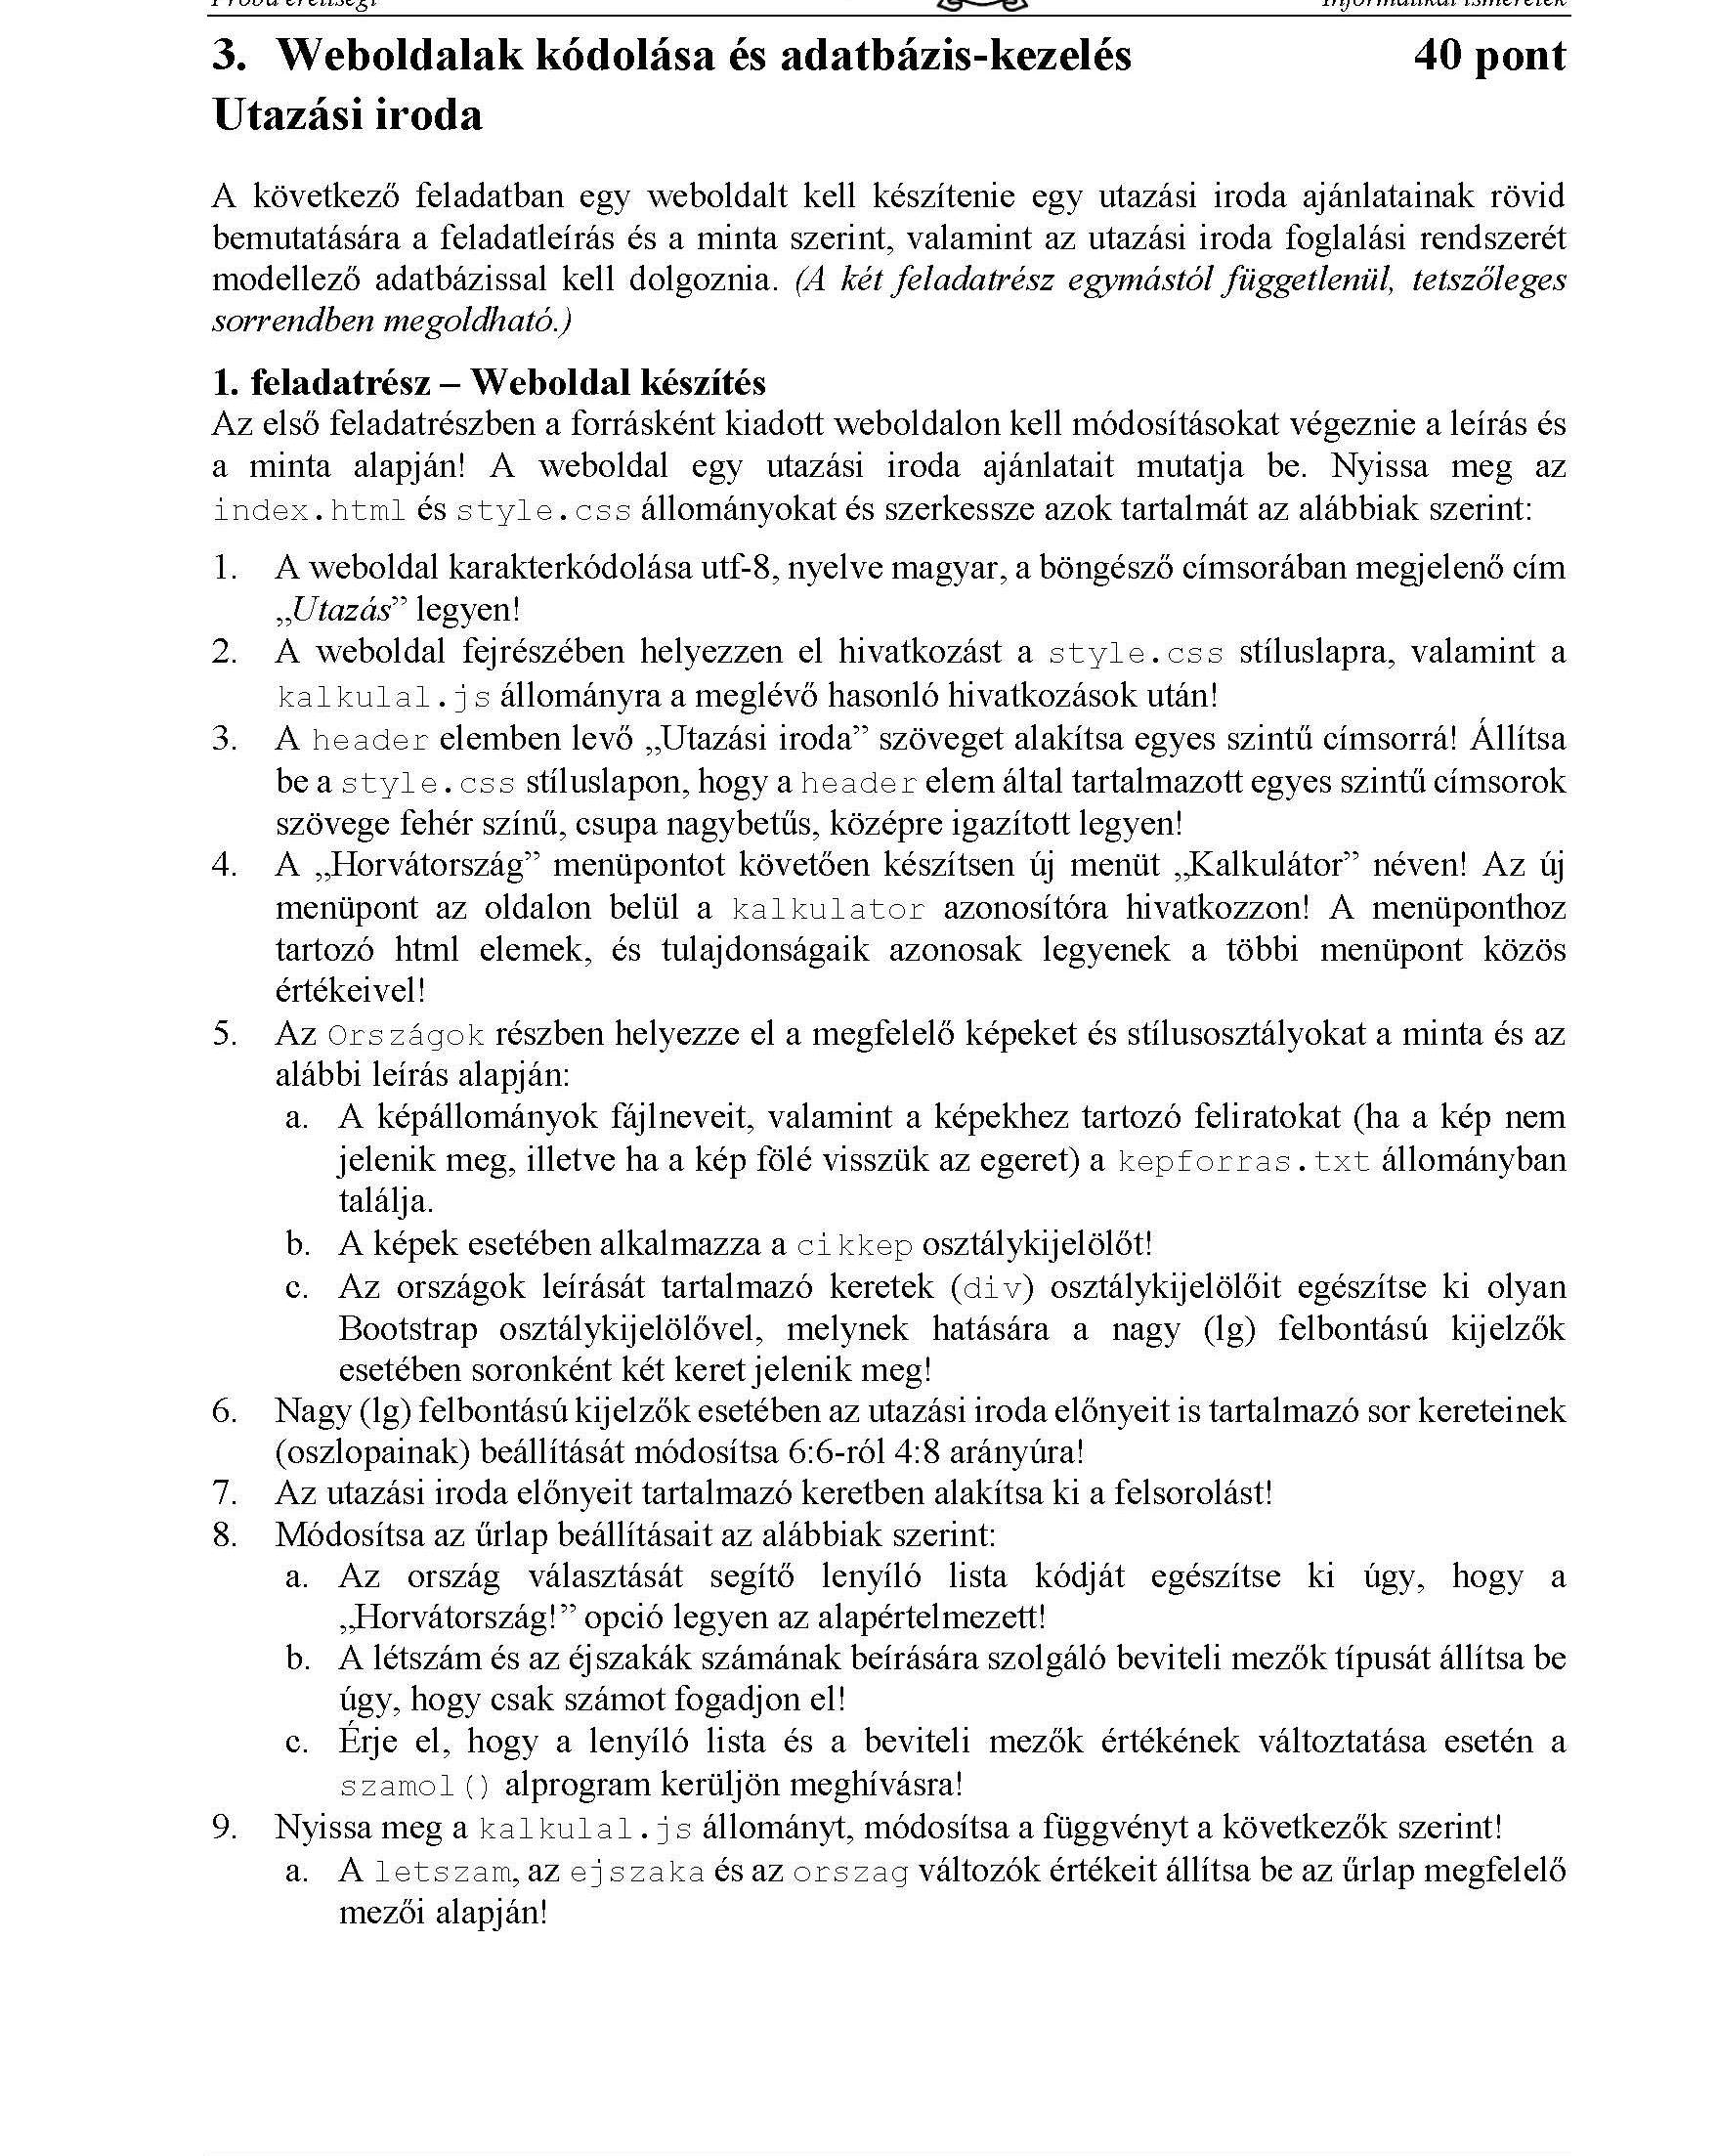 Próba érettségi
Informatikai ismeretek
3. Weboldalak kódolása és adatbázis-kezelés 40 pont
Utazási iroda
A következő feladatban egy weboldalt kell készítenie egy utazási iroda ajánlatainak rövid
bemutatására a feladatleírás és a minta szerint, valamint az utazási iroda foglalási rendszerét
modellező adatbázissal kell dolgoznia. (A két feladatrész egymástól függetlenül, tetszőleges
sorrendben megoldható.)
1. feladatrész – Weboldal készítés
Az első feladatrészben a forrásként kiadott weboldalon kell módosításokat végeznie a leírás és
a minta alapján! A weboldal egy utazási iroda ajánlatait mutatja be. Nyissa meg az
index.html és style.css állományokat és szerkessze azok tartalmát az alábbiak szerint:
1. A weboldal karakterkódolása utf-8, nyelve magyar, a böngésző címsorában megjelenő cím
„Utazás” legyen!
2. A weboldal fejrészében helyezzen el hivatkozást a style.css stíluslapra, valamint a
kalkulal.js állományra a meglévő hasonló hivatkozások után!
3. A header elemben levő „Utazási iroda” szöveget alakítsa egyes szintű címsorrá! Állítsa
be a style.css stíluslapon, hogy a header elem által tartalmazott egyes szintű címsorok
szövege fehér színű, csupa nagybetűs, középre igazított legyen!
4. A „Horvátország” menüpontot követően készítsen új menüt „Kalkulátor” néven! Az új
menüpont az oldalon belül a kalkulator azonosítóra hivatkozzon! A menüponthoz
tartozó html elemek, és tulajdonságaik azonosak legyenek a többi menüpont közös
értékeivel!
5. Az Országok részben helyezze el a megfelelő képeket és stílusosztályokat a minta és az
alábbi leírás alapján:
a. A képállományok fájlneveit, valamint a képekhez tartozó feliratokat (ha a kép nem
jelenik meg, illetve ha a kép fölé visszük az egeret) a kepforras.txt állományban
találja.
b. A képek esetében alkalmazza a cikkep osztálykijelölőt!
c. Az országok leírását tartalmazó keretek (div) osztálykijelölőit egészítse ki olyan
Bootstrap osztálykijelölővel, melynek hatására a nagy (lg) felbontású kijelzők
esetében soronként két keret jelenik meg!
6. Nagy (lg) felbontású kijelzők esetében az utazási iroda előnyeit is tartalmazó sor kereteinek
(oszlopainak) beállítását módosítsa 6:6-ról 4:8 arányúra!
7. Az utazási iroda előnyeit tartalmazó keretben alakítsa ki a felsorolást!
8. Módosítsa az űrlap beállításait az alábbiak szerint:
a. Az ország választását segítő lenyíló lista kódját egészítse ki úgy, hogy a
„Horvátország!” opció legyen az alapértelmezett!
b. A létszám és az éjszakák számának beírására szolgáló beviteli mezők típusát állítsa be
úgy, hogy csak számot fogadjon el!
c. Érje el, hogy a lenyíló lista és a beviteli mezők értékének változtatása esetén a
szamol() alprogram kerüljön meghívásra!
9. Nyissa meg a kalkulal.js állományt, módosítsa a függvényt a következők szerint!
a. A letszam, az ejszaka és az orszag változók értékeit állítsa be az űrlap megfelelő
mezői alapján!